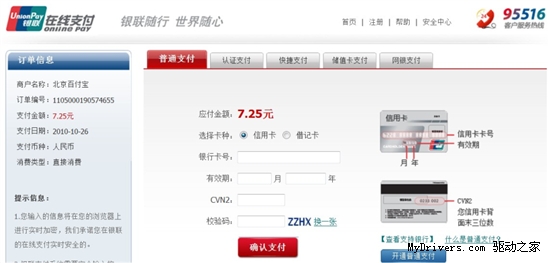 UnionPay 银联 在线支付 ONLINE PAY
银联随行 世界随心
首页 | 注册 | 帮助 | 安全中心
95516
客户服务热线
订单信息
商户名称：北京百付宝
订单编号：1105000190574655
支付金额：7.25元
支付日期：2010-10-26
支付币种：人民币
消费类型：直接消费
提示信息：
1.您输入的信息将在您的浏览器上
进行实时加密，我们承诺您在银联
的在线支付实时安全的。
普通支付
认证支付
快捷支付
储值卡支付
网银支付
应付金额：7.25元
选择卡种：信用卡 借记卡
银行卡号：
有效期： 月 年
CVN2：
校验码： ZZHX 换一张
确认支付
信用卡
信用卡卡号
有效期
月 年
CVN2
您信用卡背
面末三位数
【查看支持银行】 什么是普通支付？
开通普通支付
MyDrivers.com 驱动之家